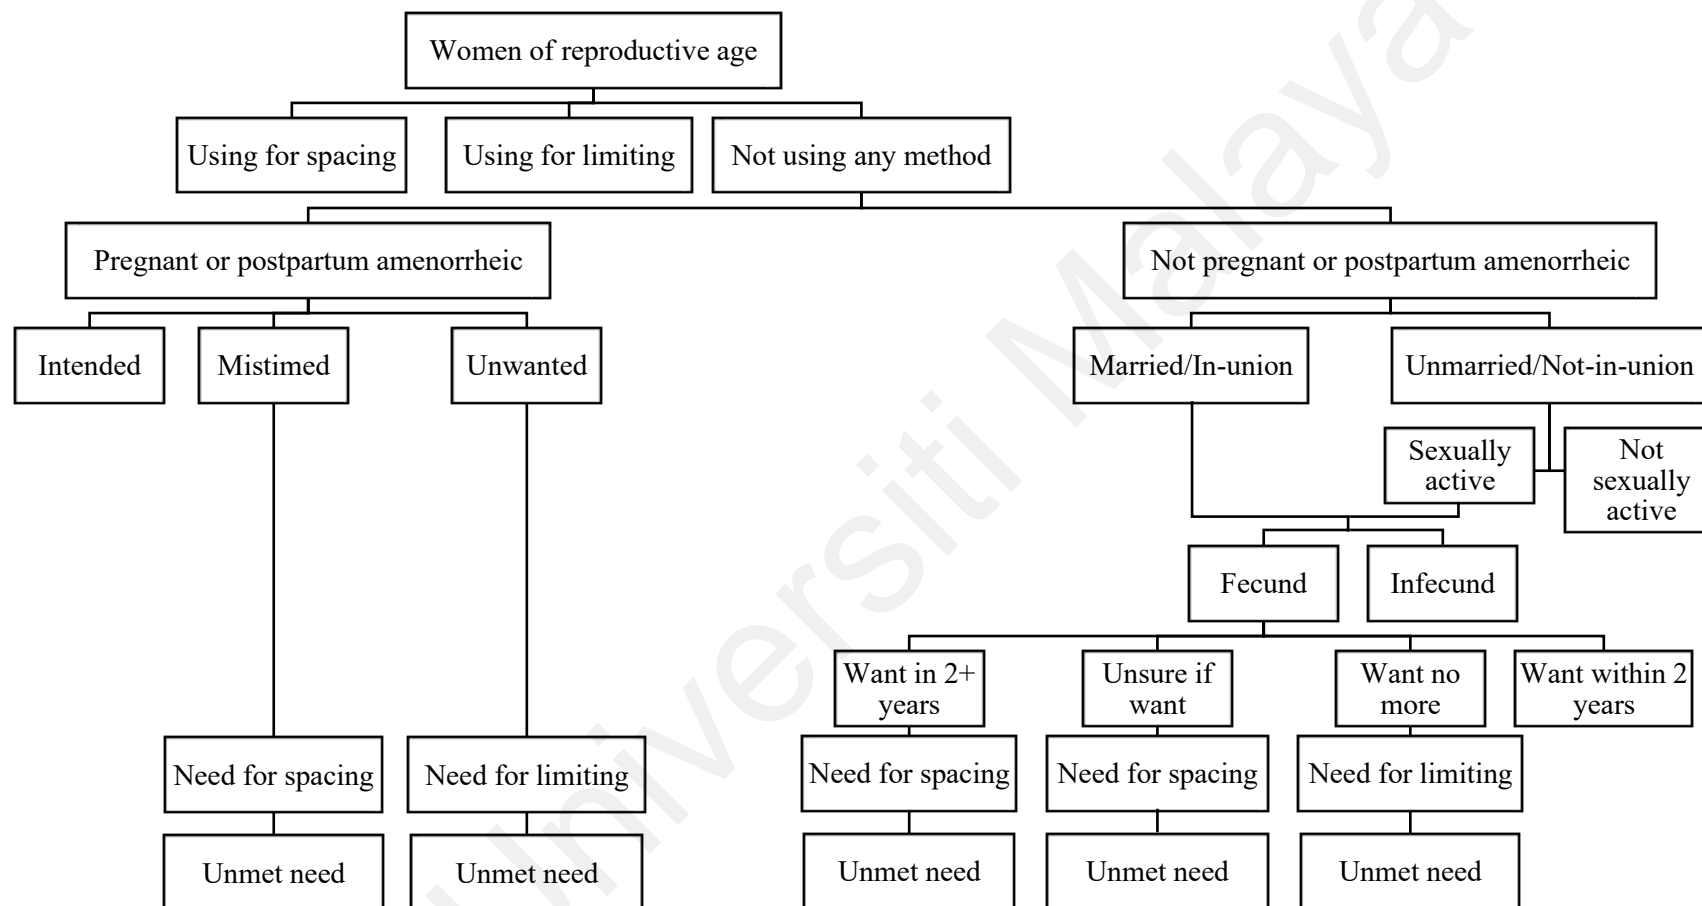 Women of reproductive age
Using for spacing
Using for limiting
Not using any method
Pregnant or postpartum amenorrheic
Not pregnant or postpartum amenorrheic
Intended
Mistimed
Unwanted
Married/In-union
Unmarried/Not-in-union
Sexually
active
Not
sexually
active
Fecund
Infecund
Want in 2+
years
Unsure if
want
Want no
more
Want within 2
years
Need for spacing
Need for limiting
Need for spacing
Need for spacing
Need for limiting
Unmet need
Unmet need
Unmet need
Unmet need
Unmet need
Universiti Malaya